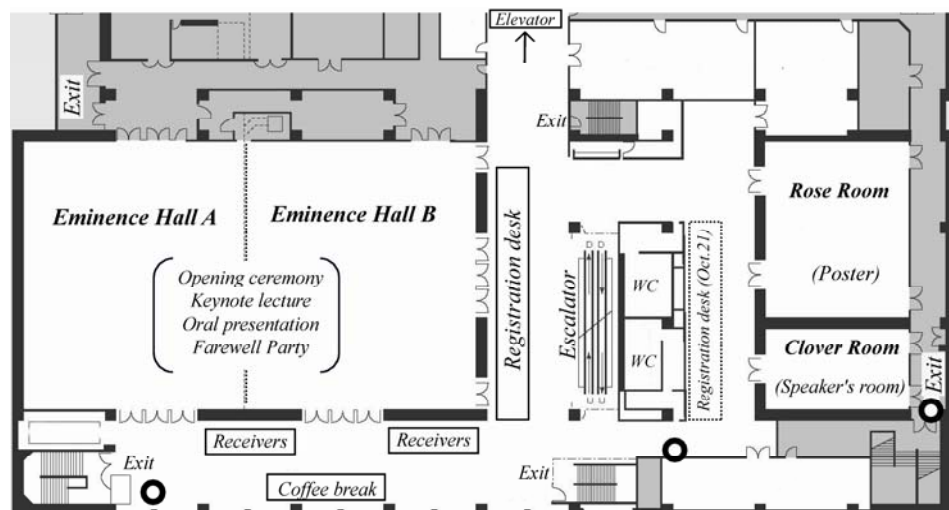 Elevator
Exit
Exit
Eminence Hall A
Eminence Hall B
Rose Room
Opening ceremony
Keynote lecture
Oral presentation
Farewell Party
Registration desk
Escalator
D D
WC
WC
U U
Registration desk (Oct.21)
(Poster)
Clover Room
(Speaker's room)
Exit
Receivers
Receivers
Exit
Coffee break
Exit